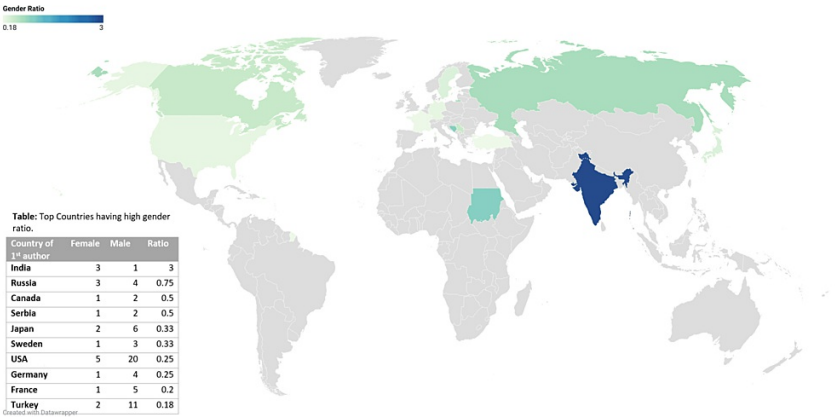 Gender Ratio
0.18 3
Table: Top Countries having high gender
ratio.
Country of Female Male Ratio
1st author
India 3 1 3
Russia 3 4 0.75
Canada 1 2 0.5
Serbia 1 2 0.5
Japan 2 6 0.33
Sweden 1 3 0.33
USA 5 20 0.25
Germany 1 4 0.25
France 1 5 0.2
Turkey 2 11 0.18
Created with Datawrapper